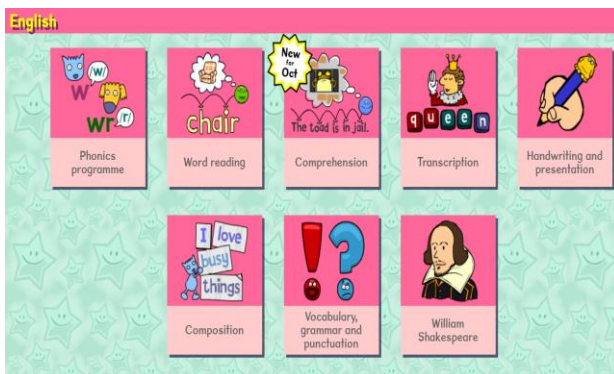 English
/w/
w
wr
/r/
Phonics
programme
chair
Word reading
New
for
Oct
The toad is in jail.
Comprehension
queen
Transcription
Handwriting and
presentation
I love
busy
things
Composition
!?
Vocabulary,
grammar and
punctuation
William
Shakespeare